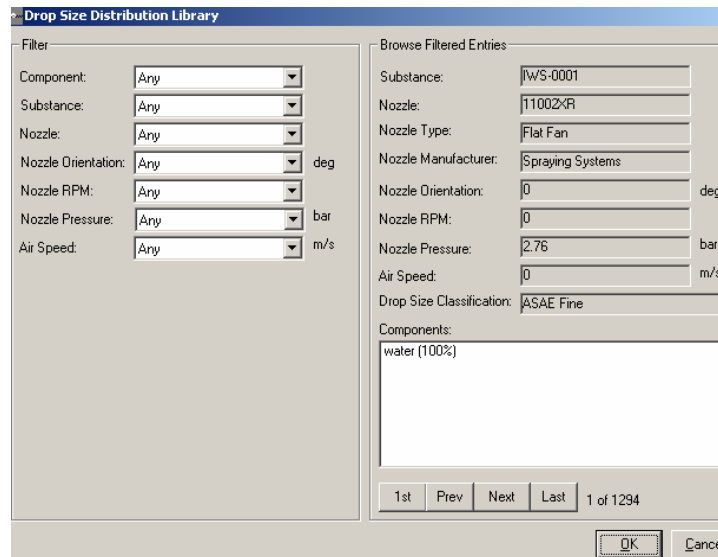 Drop Size Distribution Library
Filter
Component: Any
Substance: Any
Nozzle: Any
Nozzle Orientation: Any deg
Nozzle RPM: Any
Nozzle Pressure: Any bar
Air Speed: Any m/s
Browse Filtered Entries
Substance: IWS-0001
Nozzle: 11002XR
Nozzle Type: Flat Fan
Nozzle Manufacturer: Spraying Systems
Nozzle Orientation: 0 deg
Nozzle RPM: 0
Nozzle Pressure: 2.76 bar
Air Speed: 0 m/s
Drop Size Classification: ASAE Fine
Components:
water (100%)
1st Prev Next Last 1 of 1294
OK Cance